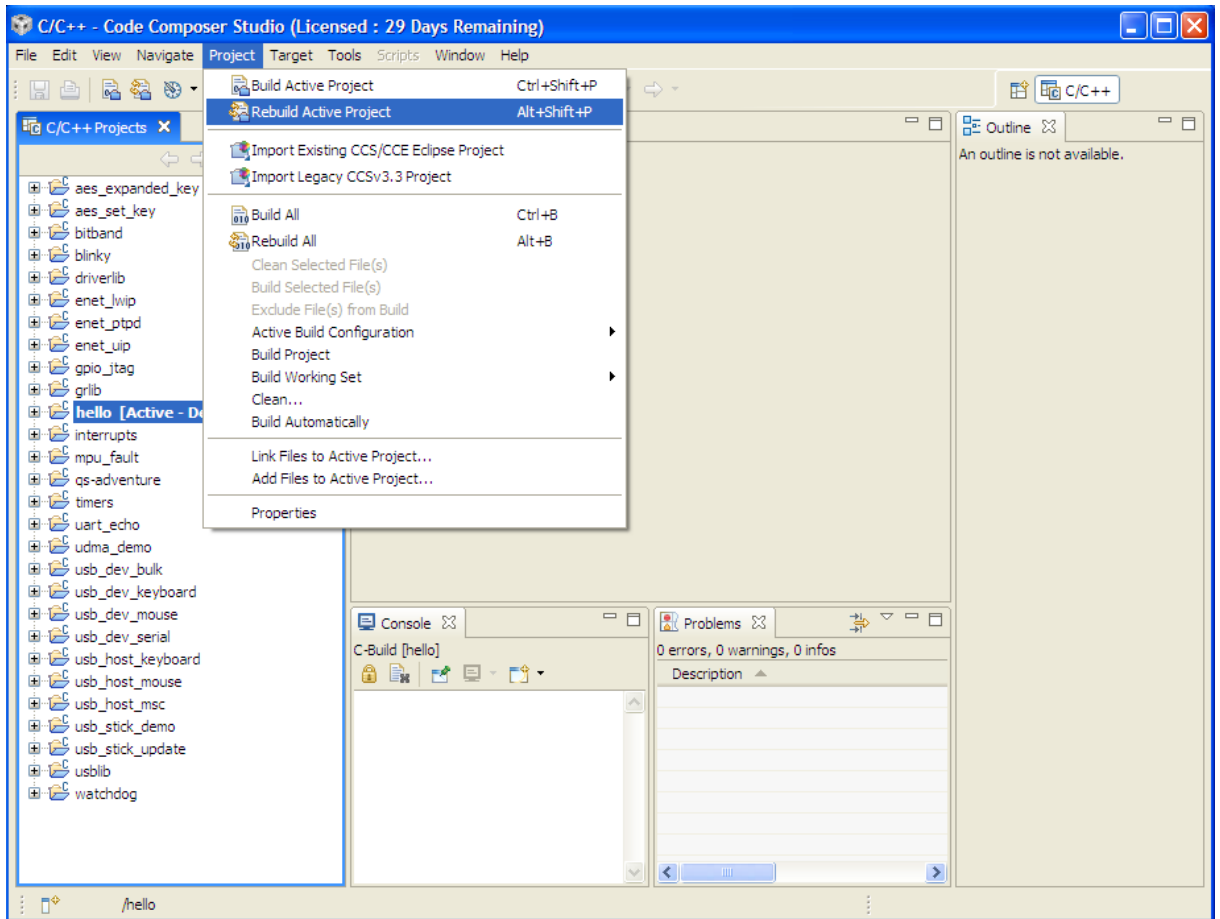 C/C++ - Code Composer Studio (Licensed : 29 Days Remaining)
File Edit View Navigate Project Target Tools Scripts Window Help
Build Active Project Ctrl+Shift+P
Rebuild Active Project Alt+Shift+P
Import Existing CCS/CCE Eclipse Project
Import Legacy CCSv3.3 Project
Build All Ctrl+B
Rebuild All Alt+B
Clean Selected File(s)
Build Selected File(s)
Exclude File(s) from Build
Active Build Configuration
Build Project
Build Working Set
Clean...
Build Automatically
Link Files to Active Project...
Add Files to Active Project...
Properties
C/C++
C/C++ Projects
aes_expanded_key
aes_set_key
bitband
blinky
driverlib
enet_lwip
enet_ptpd
enet_uip
gpio_jtag
grlib
hello [Active - De
interrupts
mpu_fault
qs-adventure
timers
uart_echo
udma_demo
usb_dev_bulk
usb_dev_keyboard
usb_dev_mouse
usb_dev_serial
usb_host_keyboard
usb_host_mouse
usb_host_msc
usb_stick_demo
usb_stick_update
usblib
watchdog
Outline
An outline is not available.
Console
C-Build [hello]
Problems
0 errors, 0 warnings, 0 infos
Description
/hello